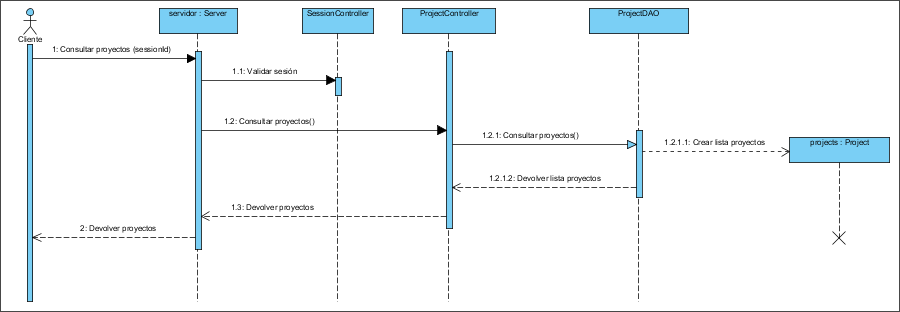 servidor : Server
SessionController
ProjectController
ProjectDAO
Cliente
1: Consultar proyectos (sessionId)
1.1: Validar sesión
1.2: Consultar proyectos()
1.2.1: Consultar proyectos()
1.2.1.1: Crear lista proyectos
projects : Project
1.2.1.2: Devolver lista proyectos
1.3: Devolver proyectos
2: Devolver proyectos